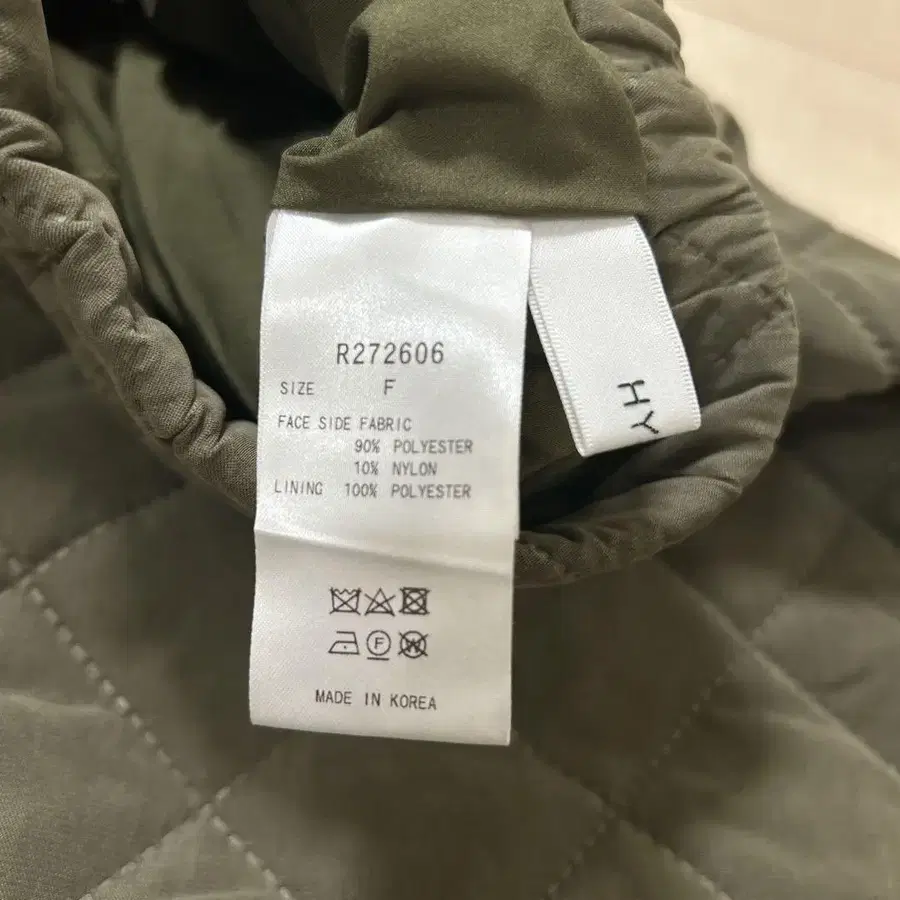 R272606
SIZE F
FACE SIDE FABRIC
90% POLYESTER
10% NYLON
LINING 100% POLYESTER
F
W
MADE IN KOREA
HY